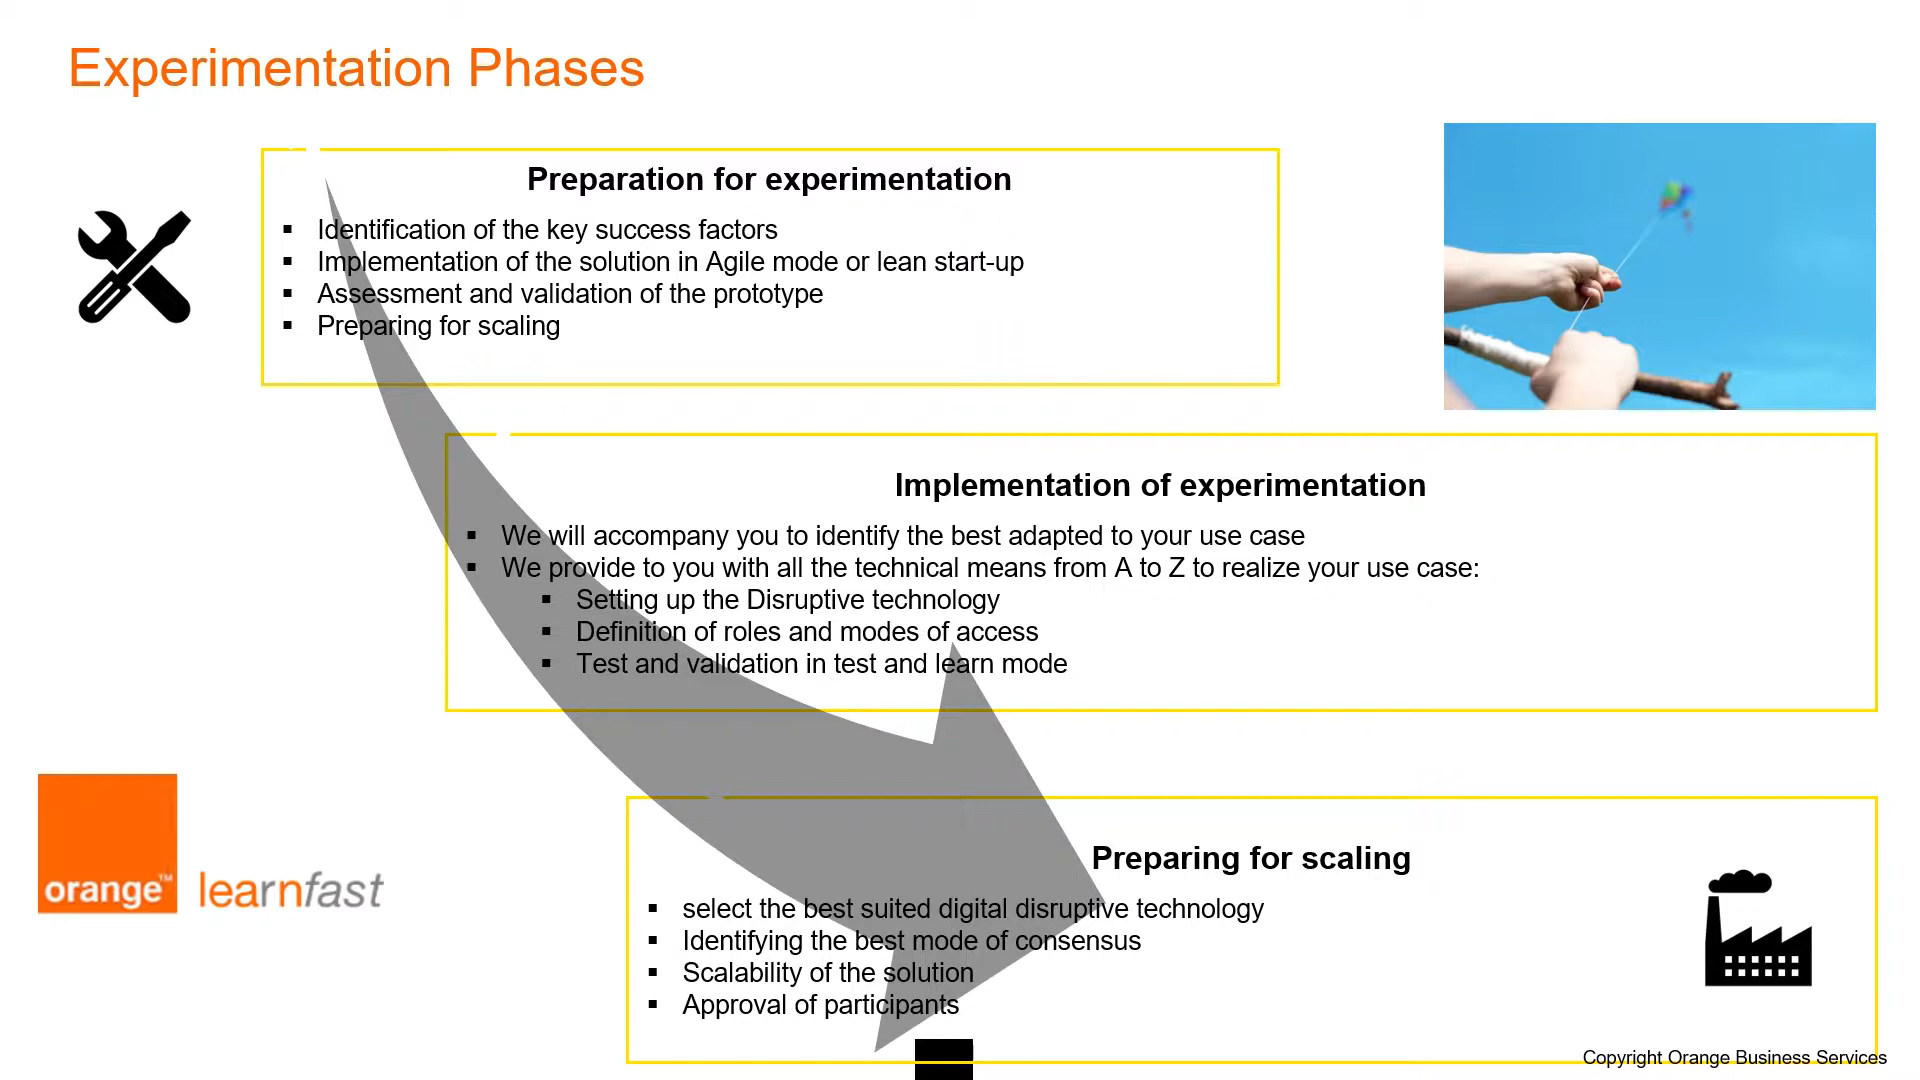 Experimentation Phases
Preparation for experimentation
▪ Identification of the key success factors
▪ Implementation of the solution in Agile mode or lean start-up
▪ Assessment and validation of the prototype
▪ Preparing for scaling
Implementation of experimentation
▪ We will accompany you to identify the best adapted to your use case
▪ We provide to you with all the technical means from A to Z to realize your use case:
▪ Setting up the Disruptive technology
▪ Definition of roles and modes of access
▪ Test and validation in test and learn mode
Preparing for scaling
▪ select the best suited digital disruptive technology
▪ Identifying the best mode of consensus
▪ Scalability of the solution
▪ Approval of participants
orange™ learnfast
Copyright Orange Business Services